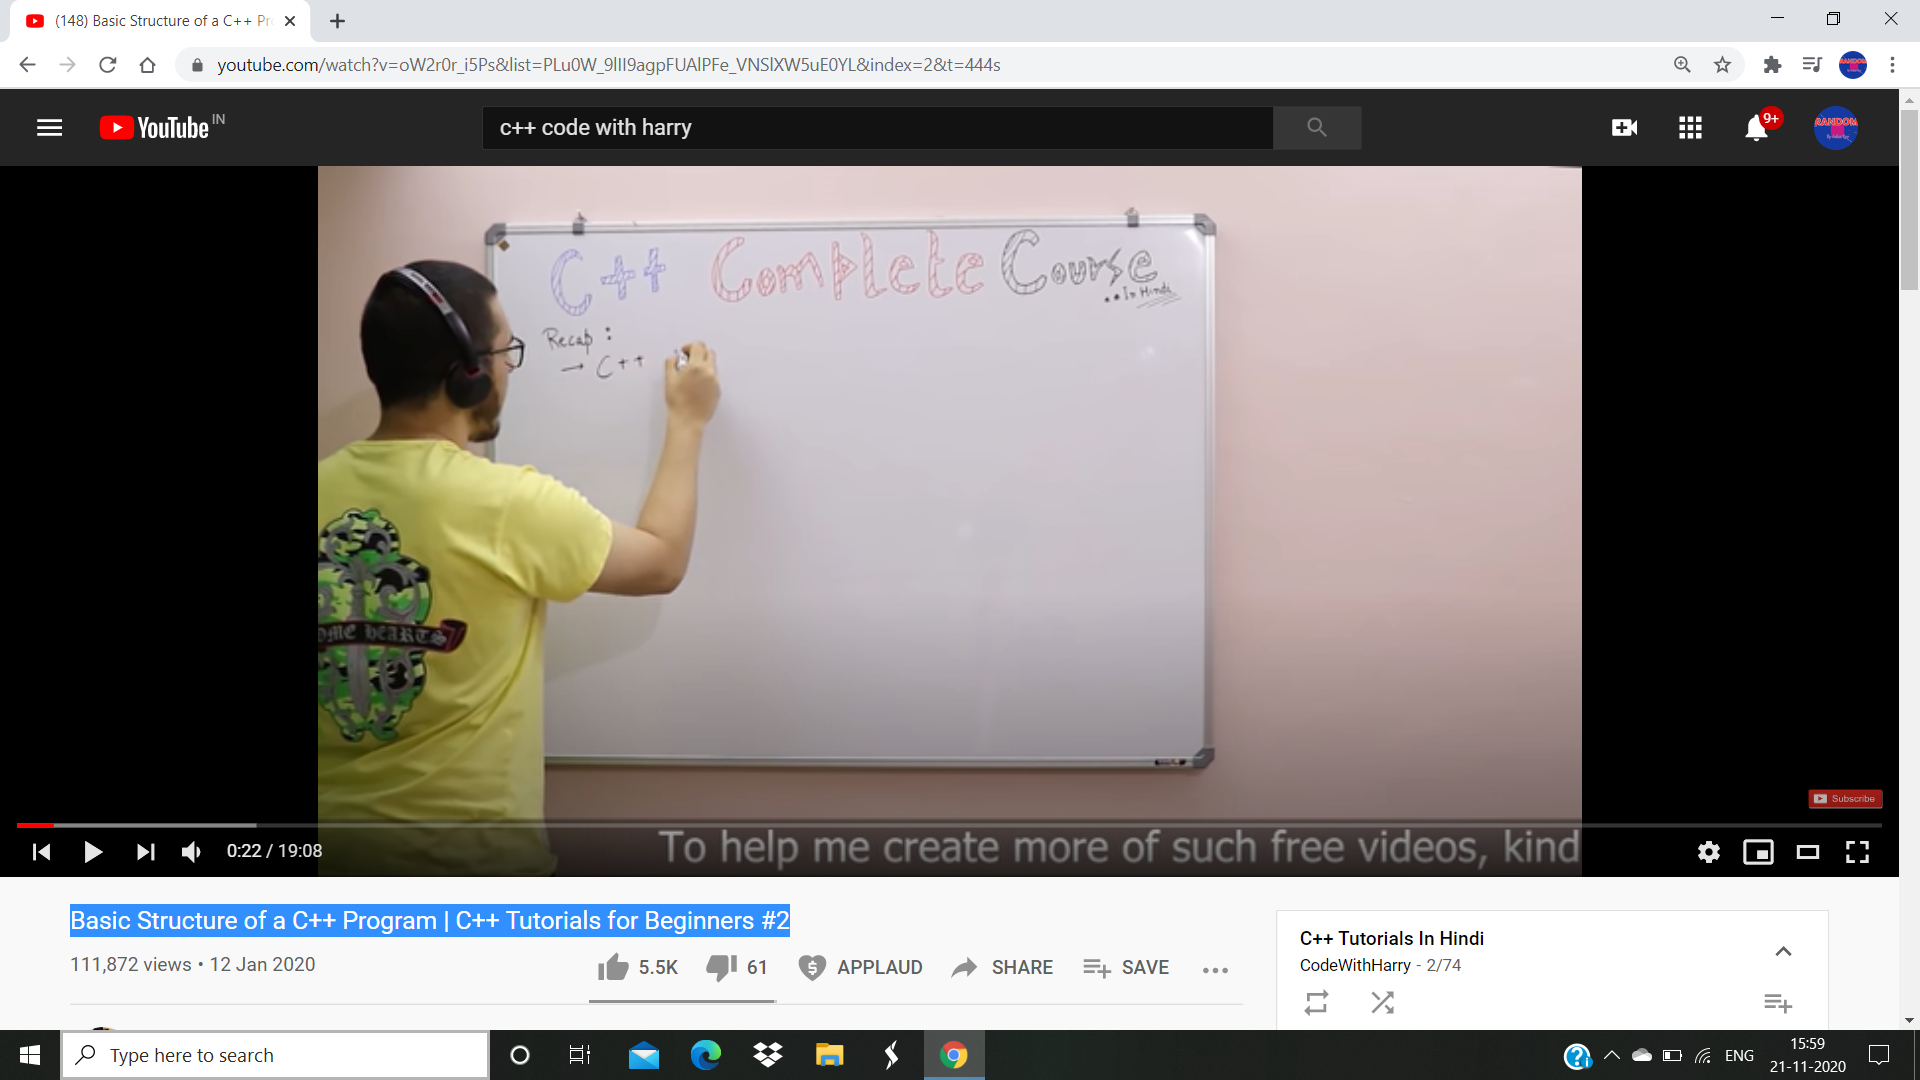 (148) Basic Structure of a C++ Pr
youtube.com/watch?v=oW2r0r_i5Ps&list=PLu0W_9lII9agpFUAlPFe_VNSlXW5uE0YL&index=2&t=444s
YouTube IN
c++ code with harry
9+
RANDOM
C++ Complete Course
In Hindi
Recap :
→ C++
OME HEARTS
Subscribe
To help me create more of such free videos, kind
0:22 / 19:08
Basic Structure of a C++ Program | C++ Tutorials for Beginners #2
111,872 views • 12 Jan 2020
5.5K
61
APPLAUD
SHARE
SAVE
C++ Tutorials In Hindi
CodeWithHarry - 2/74
Type here to search
ENG
15:59
21-11-2020